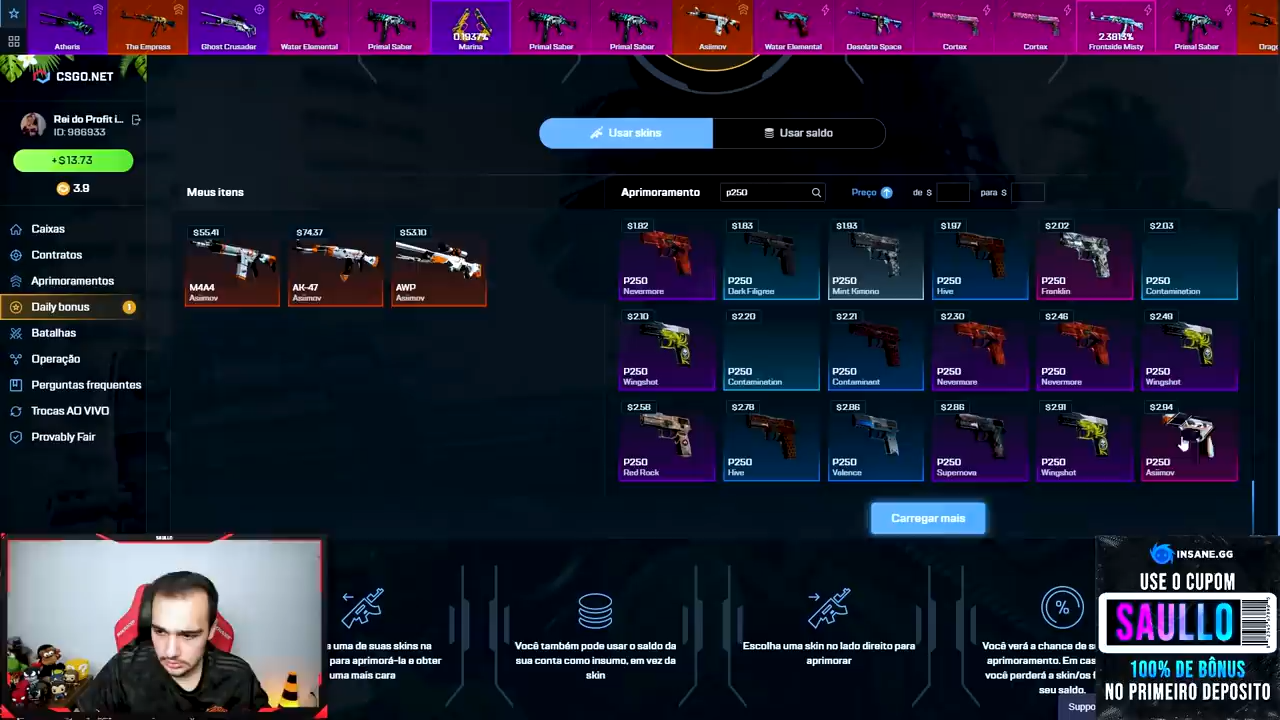 Atheris
The Empress
Ghost Crusader
Water Elemental
Primal Saber
0.1937%
Marina
Primal Saber
Primal Saber
Asiimov
Water Elemental
Desolate Space
Cortex
Cortex
2.3813%
Frontside Misty
Primal Saber
CSGO.NET
Rei do Profit i...
ID: 986933
+$13.73
3.9
Caixas
Contratos
Aprimoramentos
Daily bonus
1
Batalhas
Operação
Perguntas frequentes
Trocas AO VIVO
Provably Fair
Usar skins
Usar saldo
Meus itens
Aprimoramento
p250
Preço
de $
para $
$55.41
M4A4
Asiimov
$74.37
AK-47
Asiimov
$53.10
AWP
Asiimov
$1.82
P250
Nevermore
$1.83
P250
Dark Filigree
$1.93
P250
Mint Kimono
$1.97
P250
Hive
$2.02
P250
Franklin
$2.03
P250
Contamination
$2.10
P250
Wingshot
$2.20
P250
Contamination
$2.21
P250
Contaminant
$2.30
P250
Nevermore
$2.46
P250
Nevermore
$2.49
P250
Wingshot
$2.58
P250
Red Rock
$2.78
P250
Hive
$2.86
P250
Valence
$2.86
P250
Supernova
$2.91
P250
Wingshot
$2.94
P250
Asiimov
Carregar mais
a uma de suas skins na
para aprimorá-la e obter
uma mais cara
Você também pode usar o saldo da
sua conta como insumo, em vez da
skin
Escolha uma skin no lado direito para
aprimorar
%
Você verá a chance de s
aprimoramento. Em cas
você perderá a skin/os f
seu saldo.
Suppo
SAULLO
INSANE.GG
USE O CUPOM
SAULLO
100% DE BÔNUS
NO PRIMEIRO DEPOSITO